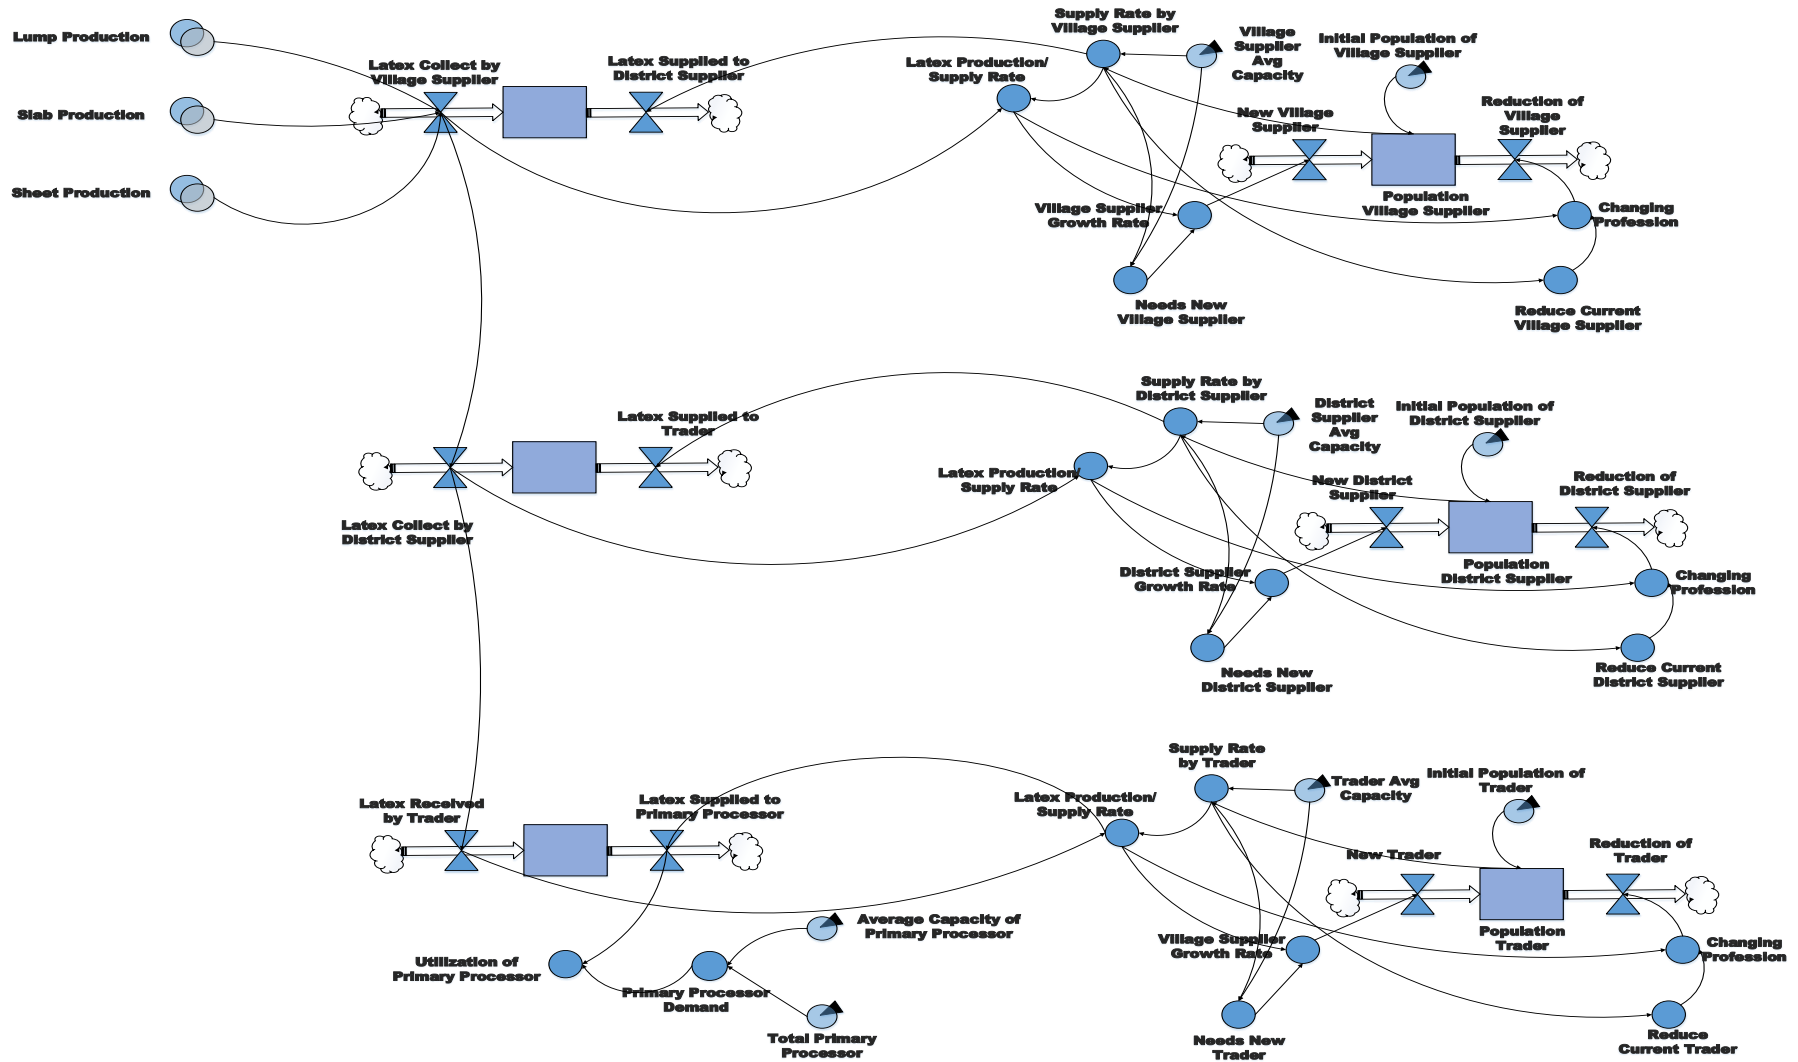 Lump Production
Slab Production
Sheet Production
Latex Collect by
Village Supplier
Latex Supplied to
District Supplier
Latex Production/
Supply Rate
Supply Rate by
Village Supplier
Village
Supplier
Avg
Capacity
Initial Population of
Village Supplier
New Village
Supplier
Reduction of
Village
Supplier
Population
Village Supplier
Village Supplier
Growth Rate
Changing
Profession
Needs New
Village Supplier
Reduce Current
Village Supplier
Latex Supplied to
Trader
Latex Collect by
District Supplier
Supply Rate by
District Supplier
District
Supplier
Avg
Capacity
Initial Population of
District Supplier
Latex Production/
Supply Rate
New District
Supplier
Reduction of
District Supplier
Population
District Supplier
District Supplier
Growth Rate
Changing
Profession
Needs New
District Supplier
Reduce Current
District Supplier
Latex Received
by Trader
Latex Supplied to
Primary Processor
Latex Production/
Supply Rate
Supply Rate
by Trader
Trader Avg
Capacity
Initial Population of
Trader
New Trader
Reduction of
Trader
Population
Trader
Village Supplier
Growth Rate
Changing
Profession
Needs New
Trader
Reduce
Current Trader
Utilization of
Primary Processor
Primary Processor
Demand
Average Capacity of
Primary Processor
Total Primary
Processor